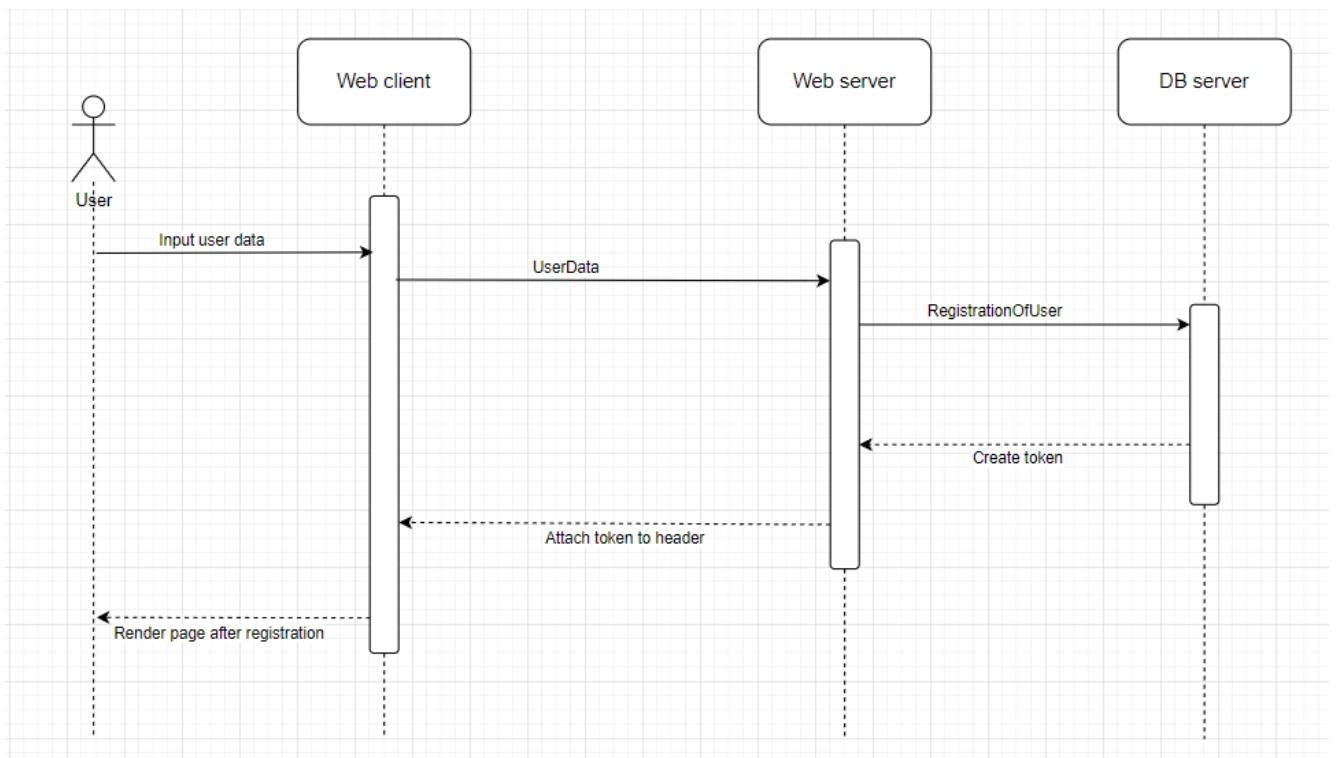 Web client
Web server
DB server
User
Input user data
UserData
RegistrationOfUser
Create token
Attach token to header
Render page after registration